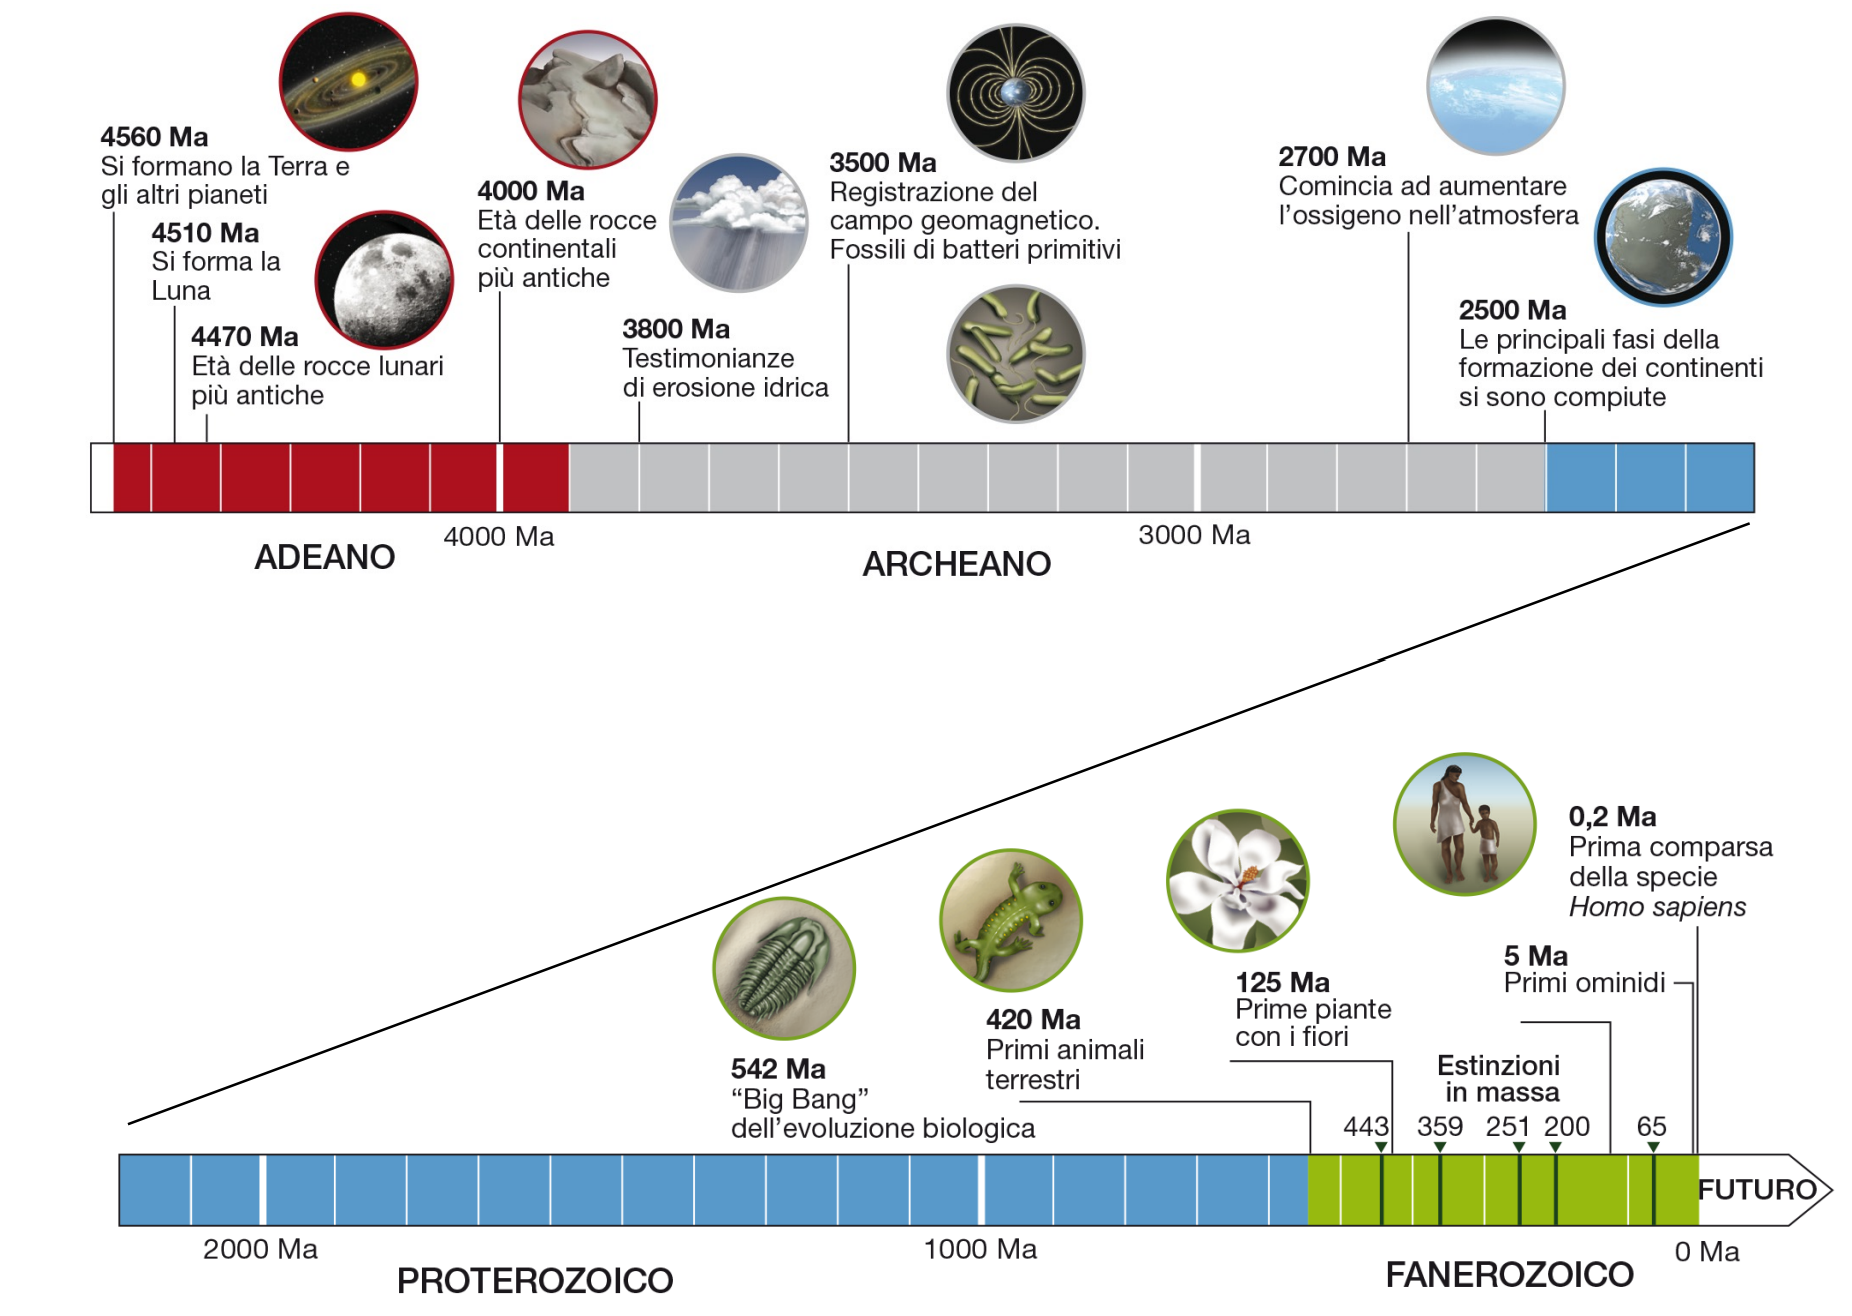 4560 Ma
Si formano la Terra e
gli altri pianeti
4510 Ma
Si forma la
Luna
4470 Ma
Età delle rocce lunari
più antiche
4000 Ma
Età delle rocce
continentali
più antiche
3800 Ma
Testimonianze
di erosione idrica
3500 Ma
Registrazione del
campo geomagnetico.
Fossili di batteri primitivi
2700 Ma
Comincia ad aumentare
l’ossigeno nell’atmosfera
2500 Ma
Le principali fasi della
formazione dei continenti
si sono compiute
4000 Ma
3000 Ma
ADEANO
ARCHEANO
542 Ma
“Big Bang”
dell’evoluzione biologica
420 Ma
Primi animali
terrestri
125 Ma
Prime piante
con i fiori
0,2 Ma
Prima comparsa
della specie
Homo sapiens
5 Ma
Primi ominidi
Estinzioni
in massa
443 359 251 200 65
FUTURO
2000 Ma
1000 Ma
0 Ma
PROTEROZOICO
FANEROZOICO